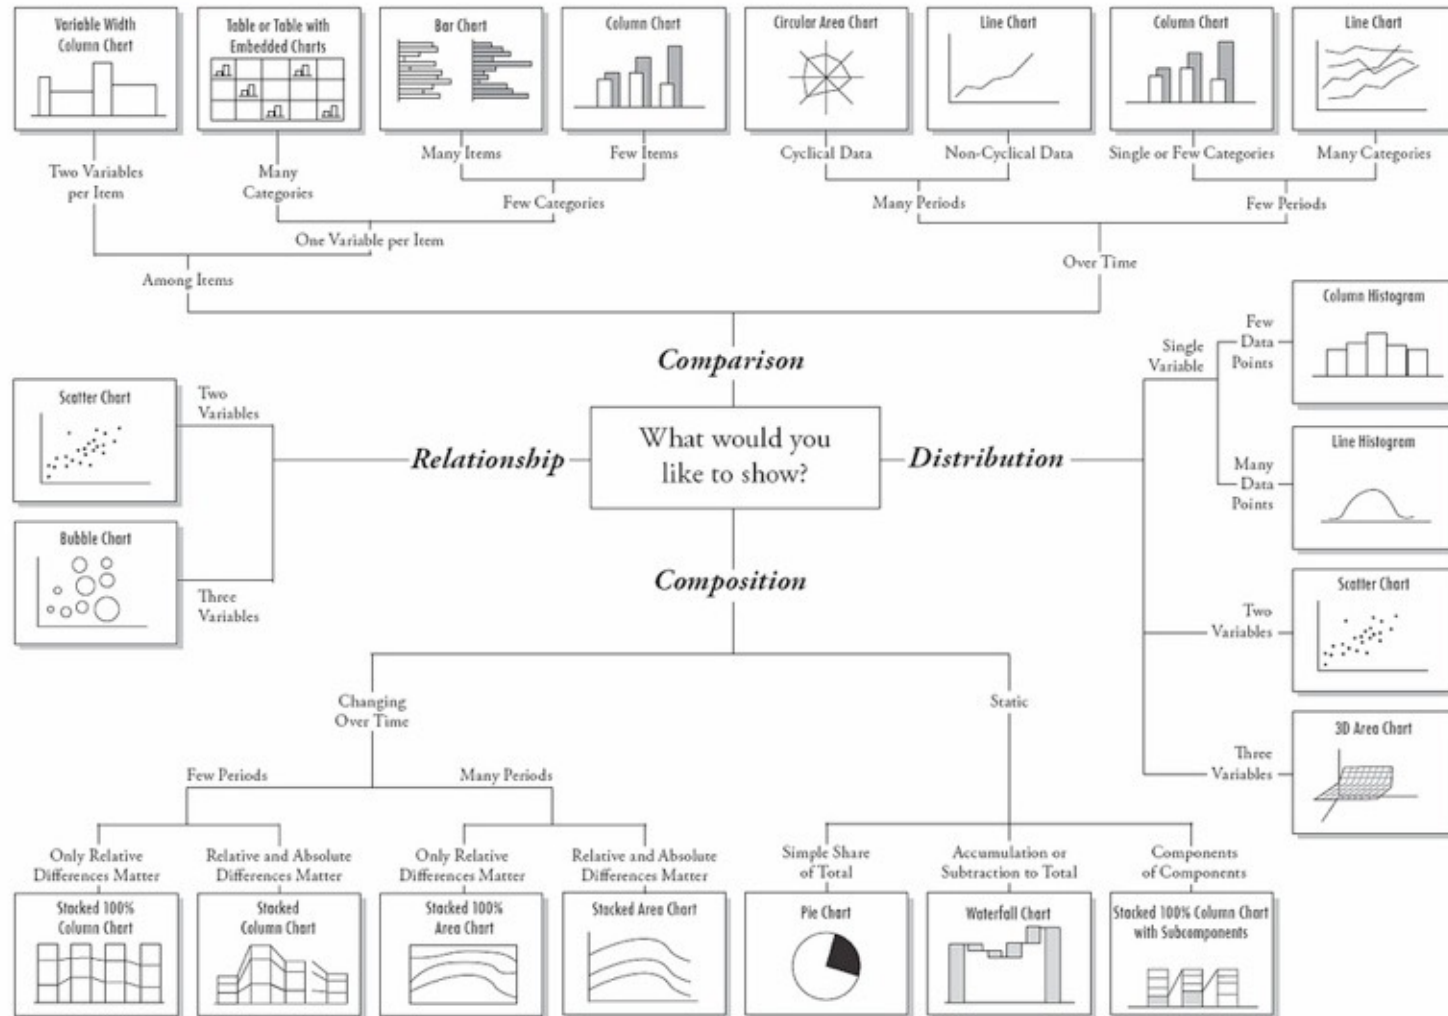 Variable Width
Column Chart
Table or Table with
Embedded Charts
Bar Chart
Column Chart
Circular Area Chart
Line Chart
Column Chart
Line Chart
Two Variables
per Item
Many
Categories
Many Items
Few Items
Cyclical Data
Non-Cyclical Data
Single or Few Categories
Many Categories
Few Categories
Many Periods
Few Periods
One Variable per Item
Among Items
Over Time
Comparison
What would you
like to show?
Relationship
Two
Variables
Scatter Chart
Bubble Chart
Three
Variables
Distribution
Single
Variable
Few
Data
Points
Column Histogram
Many
Data
Points
Line Histogram
Two
Variables
Scatter Chart
Three
Variables
3D Area Chart
Composition
Changing
Over Time
Static
Few Periods
Many Periods
Only Relative
Differences Matter
Relative and Absolute
Differences Matter
Only Relative
Differences Matter
Relative and Absolute
Differences Matter
Simple Share
of Total
Accumulation or
Subtraction to Total
Components
of Components
Stacked 100%
Column Chart
Stacked
Column Chart
Stacked 100%
Area Chart
Stacked Area Chart
Pie Chart
Waterfall Chart
Stacked 100% Column Chart
with Subcomponents